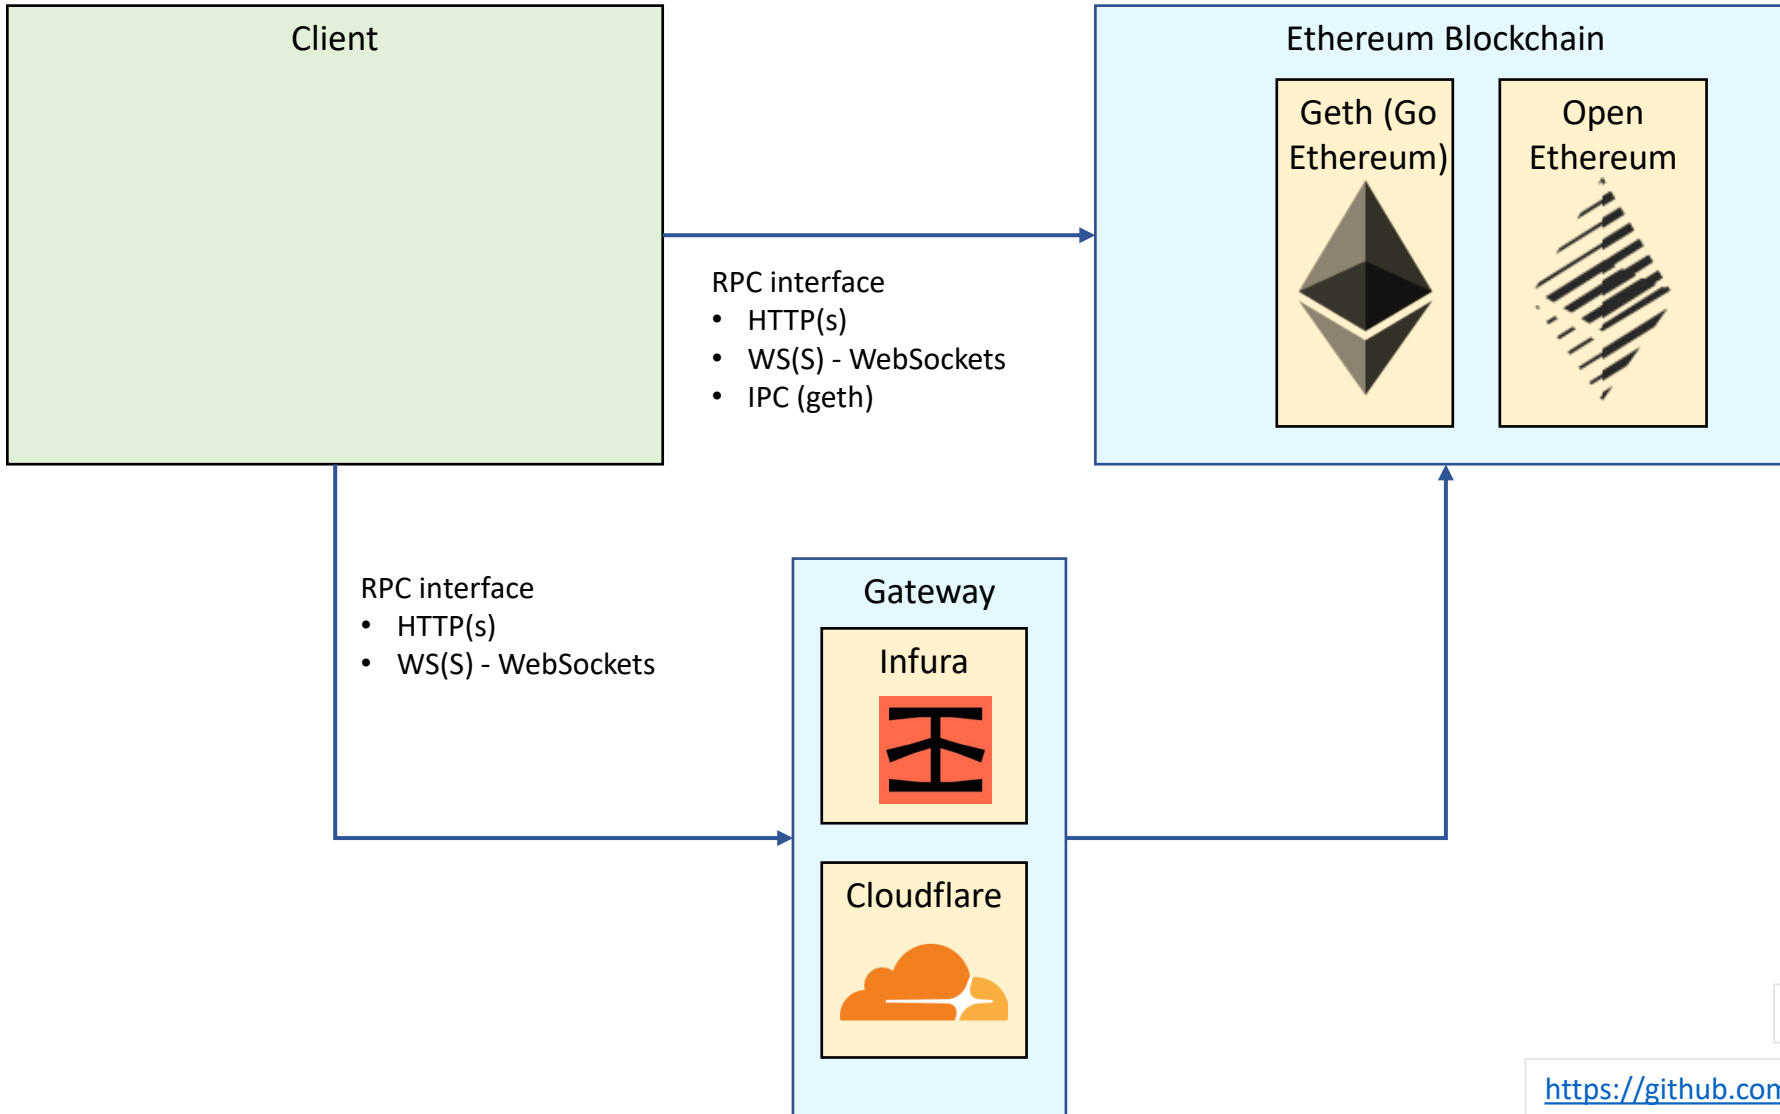 Client
Ethereum Blockchain
Geth (Go
Ethereum)
Open
Ethereum
RPC interface
• HTTP(s)
• WS(S) - WebSockets
• IPC (geth)
RPC interface
• HTTP(s)
• WS(S) - WebSockets
Gateway
Infura
Cloudflare
https://github.com